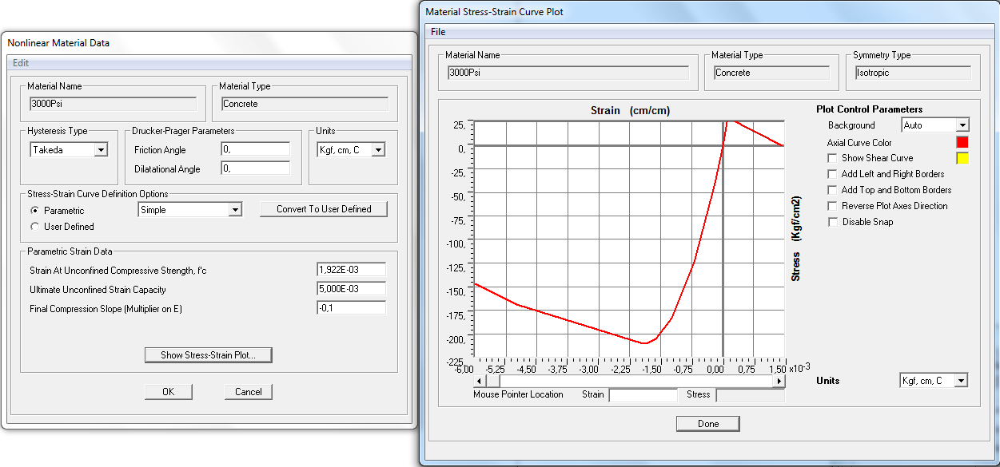 Nonlinear Material Data
Edit
Material Name
3000Psi
Material Type
Concrete
Hysteresis Type
Takeda
Drucker-Prager Parameters
Friction Angle
0,
Dilatational Angle
0,
Units
Kgf, cm, C
Stress-Strain Curve Definition Options
Parametric
Simple
Convert To User Defined
User Defined
Parametric Strain Data
Strain At Unconfined Compressive Strength, f'c
1,922E-03
Ultimate Unconfined Strain Capacity
5,000E-03
Final Compression Slope (Multiplier on E)
-0,1
Show Stress-Strain Plot...
OK
Cancel
Material Stress-Strain Curve Plot
File
Material Name
3000Psi
Material Type
Concrete
Symmetry Type
Isotropic
Strain (cm/cm)
25,
0,
-25,
-50,
-75,
-100,
-125,
-150,
-175,
-200,
-225,
-6,00 -5,25 -4,50 -3,75 -3,00 -2,25 -1,50 -0,75 0,00 0,75 1,50 x10-3
Stress (Kgf/cm2)
Mouse Pointer Location
Strain
Stress
Plot Control Parameters
Background
Auto
Axial Curve Color
Show Shear Curve
Add Left and Right Borders
Add Top and Bottom Borders
Reverse Plot Axes Direction
Disable Snap
Units
Kgf, cm, C
Done